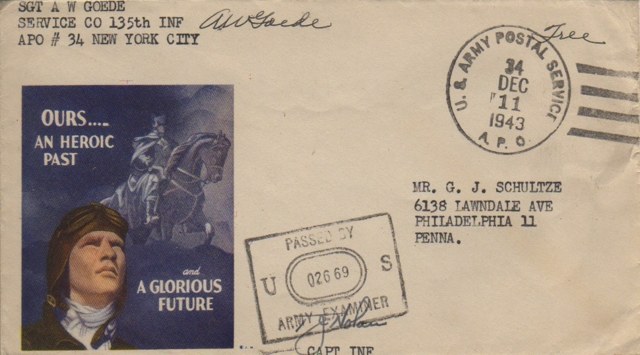 SGT A W GOEDE
SERVICE CO 135th INF
APO # 34 NEW YORK CITY
AW Goede
Free
U. S. ARMY POSTAL SERVICE
34
DEC
11
1943
A.P.O.
OURS.....
AN HEROIC
PAST
and
A GLORIOUS
FUTURE
MR. G. J. SCHULTZE
6138 LAWNDALE AVE
PHILADELPHIA 11
PENNA.
PASSED BY
U S
02669
ARMY EXAMINER
CAPT INF